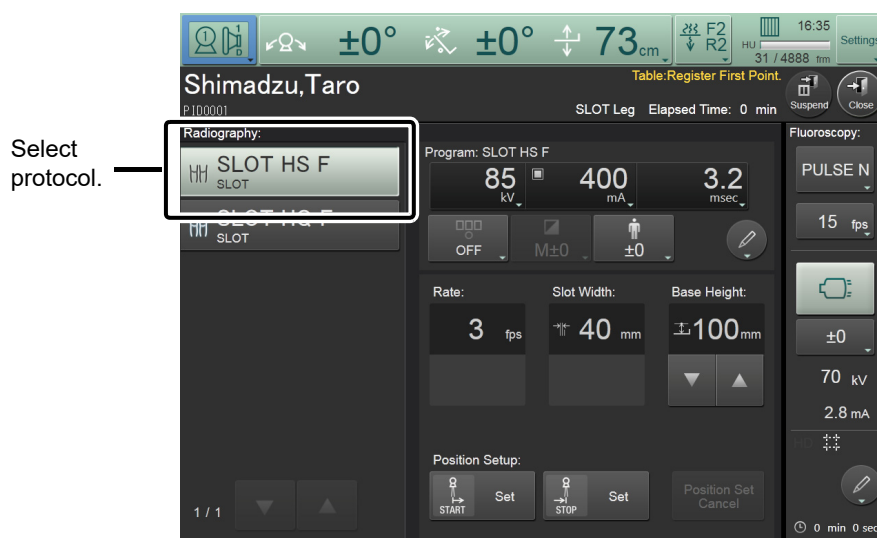 Select
protocol.
1 D ±0° ±0° 73cm F2 R2 HU 16:35 Settings
31 / 4888 frm
Shimadzu,Taro
Table:Register First Point.
PID0001
SLOT Leg Elapsed Time: 0 min
Suspend Close
Radiography:
SLOT HS F
SLOT
SLOT HQ F
SLOT
1 / 1
Program: SLOT HS F
85 kV 400 mA 3.2 msec
OFF M±0 ±0
Rate: Slot Width: Base Height:
3 fps 40 mm 100mm
Position Setup:
START Set STOP Set Position Set
Cancel
Fluoroscopy:
PULSE N
15 fps
±0
70 kV
2.8 mA
0 min 0 sec